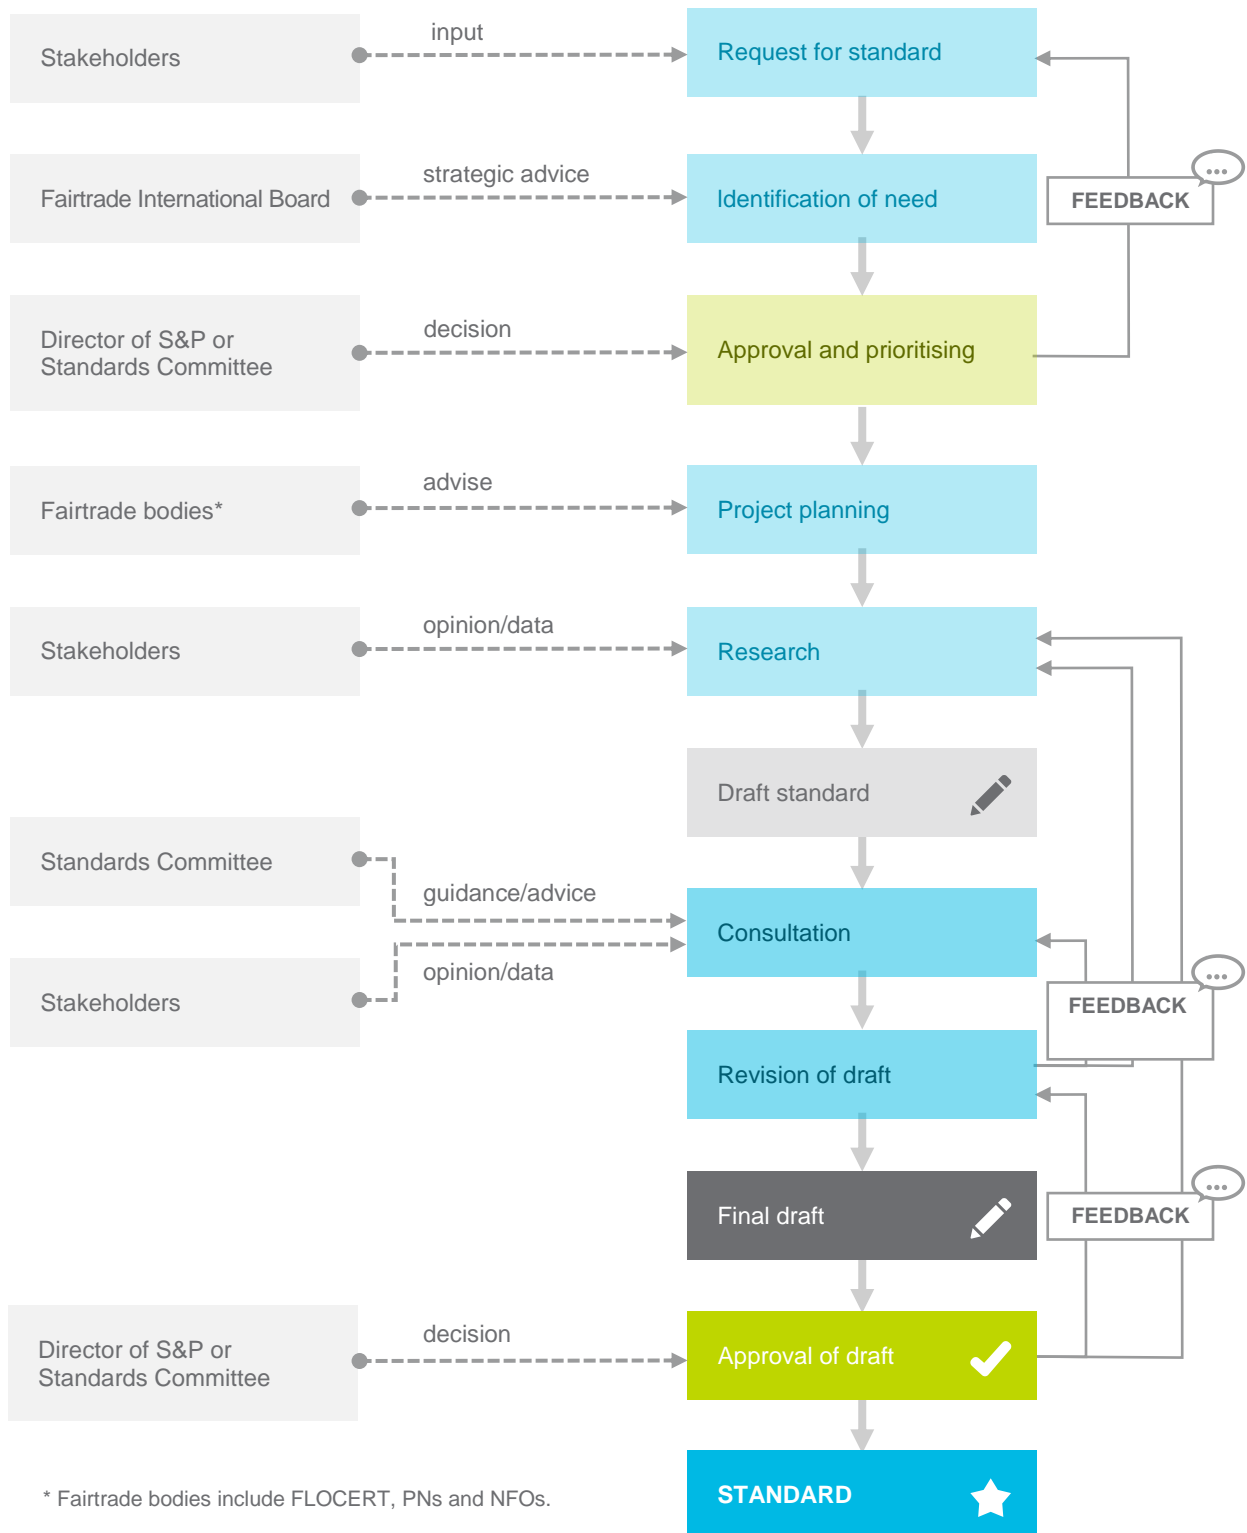 input
Stakeholders
Request for standard
strategic advice
Fairtrade International Board
Identification of need
FEEDBACK
...
decision
Director of S&P or
Standards Committee
Approval and prioritising
advise
Fairtrade bodies*
Project planning
opinion/data
Stakeholders
Research
Draft standard
Standards Committee
guidance/advice
Consultation
opinion/data
Stakeholders
...
FEEDBACK
Revision of draft
Final draft
...
FEEDBACK
decision
Director of S&P or
Standards Committee
Approval of draft
STANDARD
* Fairtrade bodies include FLOCERT, PNs and NFOs.